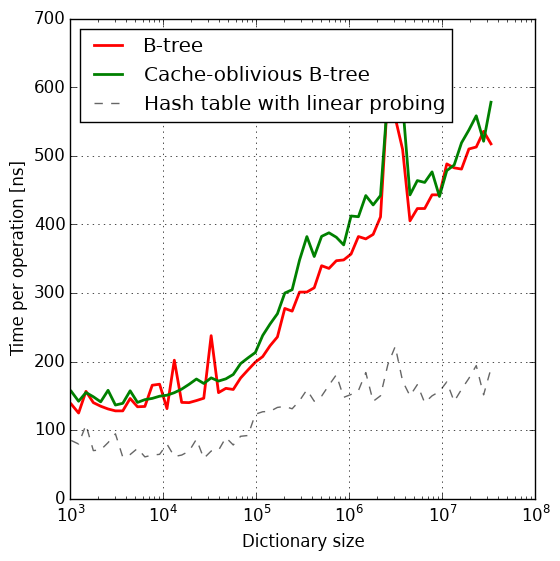 700
600
500
400
300
200
100
0
Time per operation [ns]
B-tree
Cache-oblivious B-tree
Hash table with linear probing
10³ 10⁴ 10⁵ 10⁶ 10⁷ 10⁸
Dictionary size